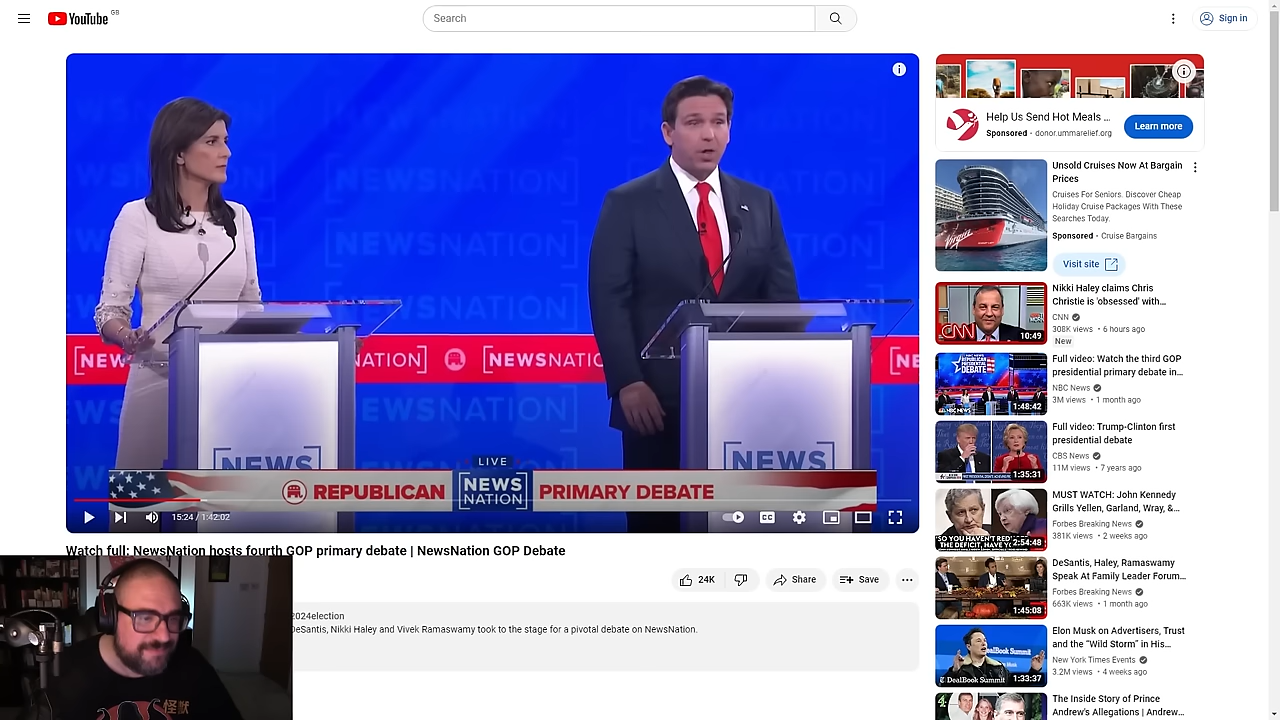 YouTube GB
Search
Sign in
NEWSNATION
[NEW
NATION]
[NEWSNATIO
NEWS
NEWS
LIVE
REPUBLICAN
NEWS
NATION
PRIMARY DEBATE
15:24 / 1:42:02
CC
Watch full: NewsNation hosts fourth GOP primary debate | NewsNation GOP Debate
24K
Share
Save
2024election
DeSantis, Nikki Haley and Vivek Ramaswamy took to the stage for a pivotal debate on NewsNation.
怪獣
Help Us Send Hot Meals ...
Sponsored · donor.ummarelief.org
Learn more
Unsold Cruises Now At Bargain
Prices
Cruises For Seniors. Discover Cheap
Holiday Cruise Packages With These
Searches Today.
Sponsored · Cruise Bargains
Visit site
Virgin
Nikki Haley claims Chris
Christie is 'obsessed' with...
CNN
308K views • 6 hours ago
New
CNN
10:49
Full video: Watch the third GOP
presidential primary debate in...
NBC News
3M views • 1 month ago
1:48:42
Full video: Trump-Clinton first
presidential debate
CBS News
11M views • 7 years ago
1:35:31
MUST WATCH: John Kennedy
Grills Yellen, Garland, Wray, &...
Forbes Breaking News
381K views • 2 weeks ago
2:54:48
DeSantis, Haley, Ramaswamy
Speak At Family Leader Forum...
Forbes Breaking News
663K views • 1 month ago
1:45:08
Elon Musk on Advertisers, Trust
and the “Wild Storm” in His...
New York Times Events
3.2M views • 4 weeks ago
DealBook Summit
1:33:37
The Inside Story of Prince
Andrew's Allegations | Andrew...